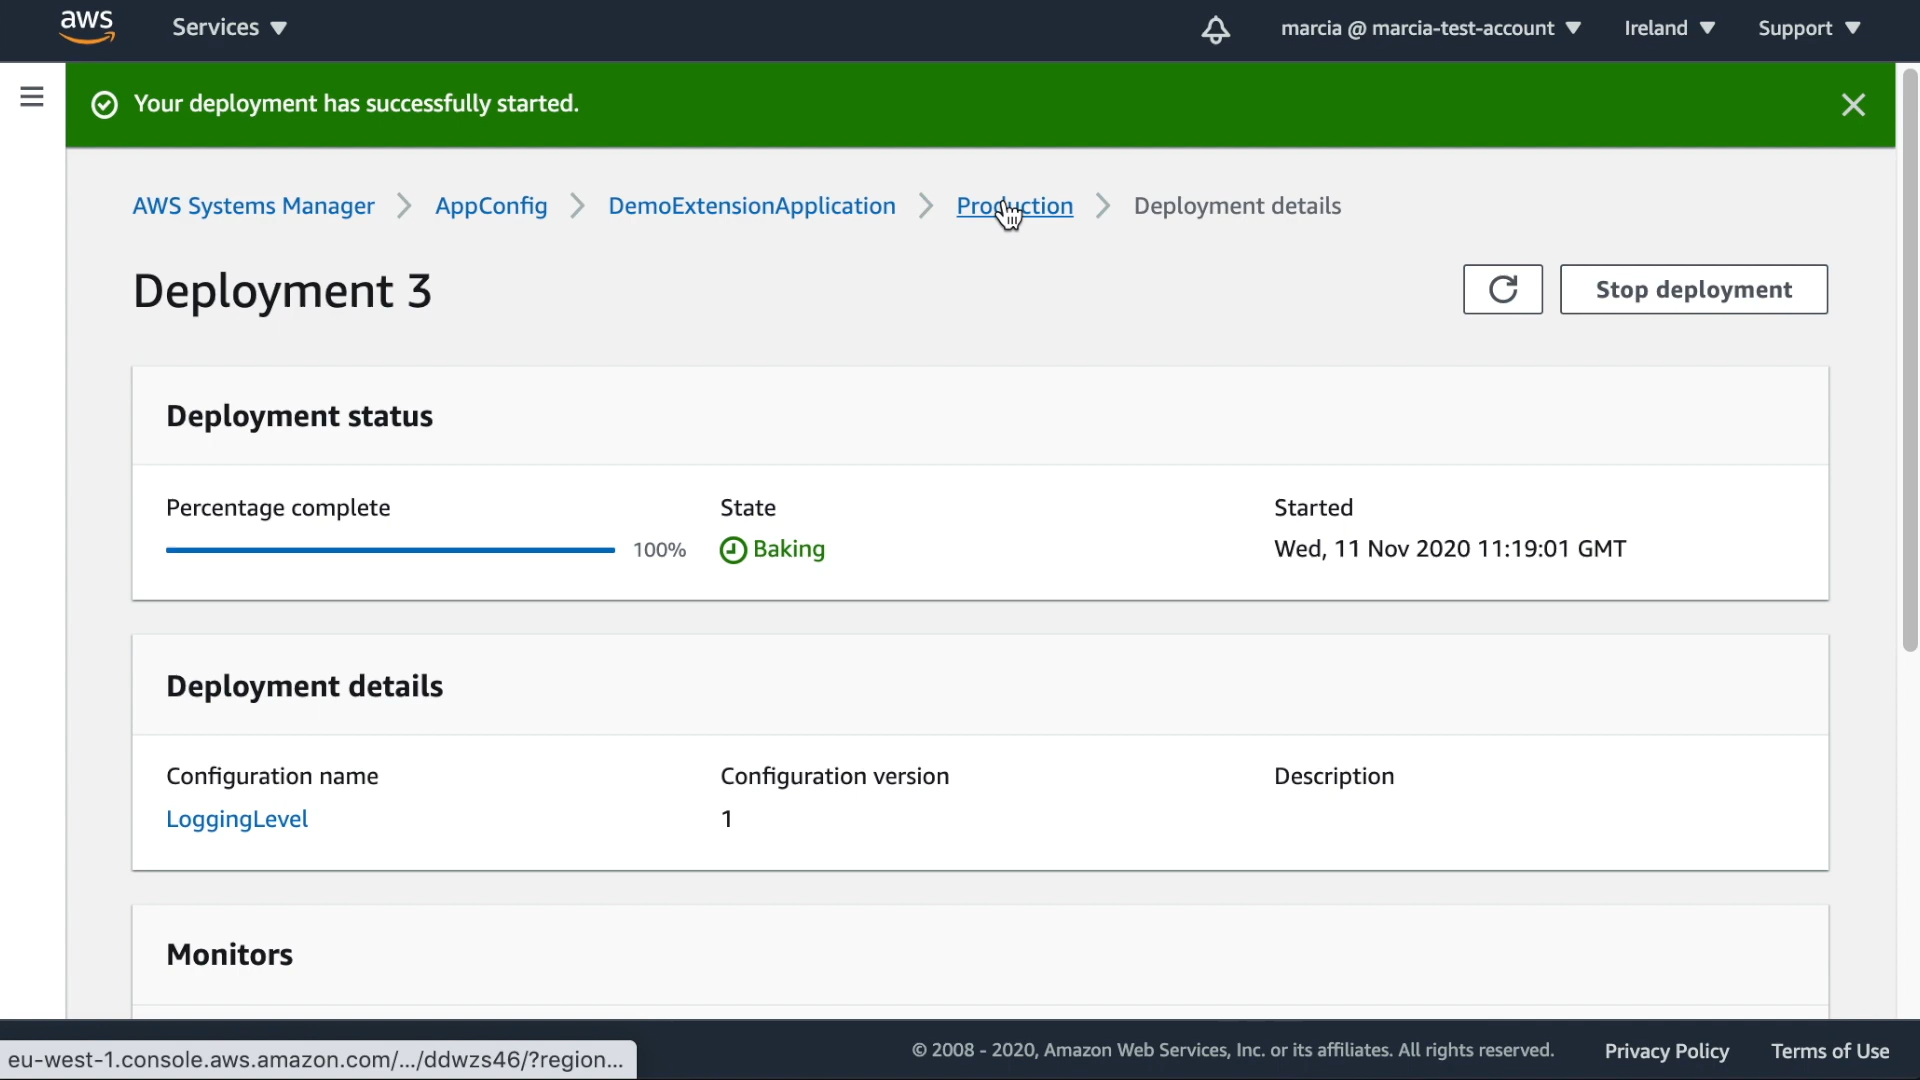 aws Services marcia @ marcia-test-account Ireland Support
Your deployment has successfully started.
AWS Systems Manager AppConfig DemoExtensionApplication Production Deployment details
Deployment 3
Stop deployment
Deployment status
Percentage complete State Started
100% Baking Wed, 11 Nov 2020 11:19:01 GMT
Deployment details
Configuration name Configuration version Description
LoggingLevel 1
Monitors
eu-west-1.console.aws.amazon.com/.../ddwzs46/?region... © 2008 - 2020, Amazon Web Services, Inc. or its affiliates. All rights reserved. Privacy Policy Terms of Use